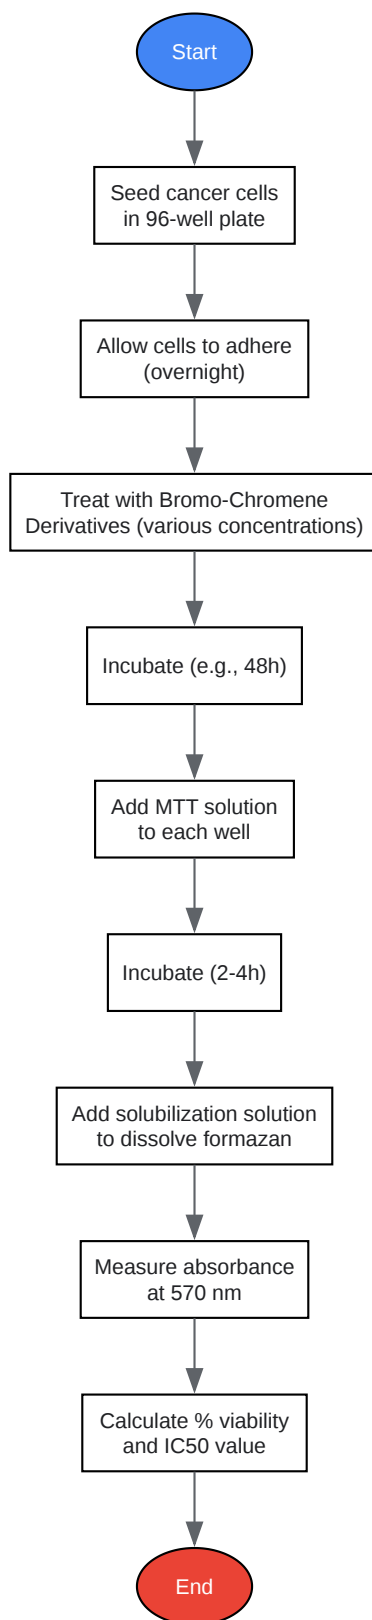 Start
Seed cancer cells
in 96-well plate
Allow cells to adhere
(overnight)
Treat with Bromo-Chromene
Derivatives (various concentrations)
Incubate (e.g., 48h)
Add MTT solution
to each well
Incubate (2-4h)
Add solubilization solution
to dissolve formazan
Measure absorbance
at 570 nm
Calculate % viability
and IC50 value
End